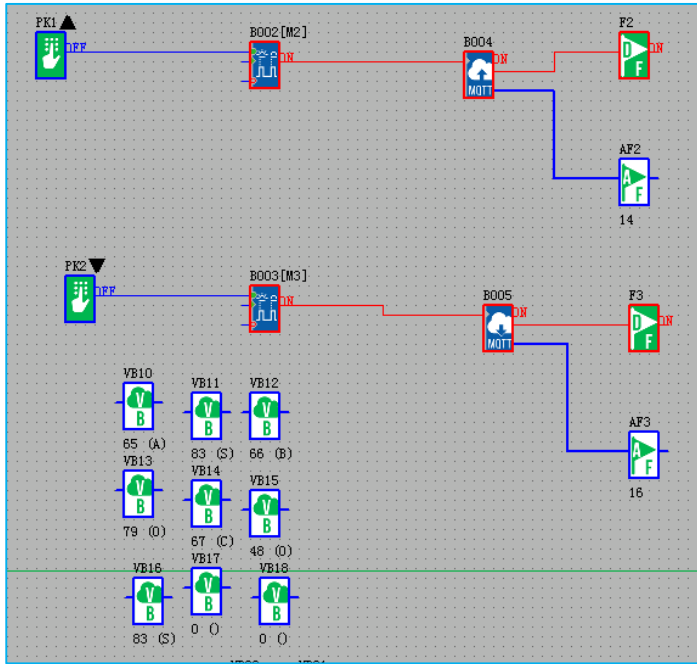 PK1
OFF
B002[M2]
ON
B004
ON
MQTT
F2
D
F
ON
AF2
A
F
14
PK2
OFF
B003[M3]
ON
B005
ON
MQTT
F3
D
F
ON
AF3
A
F
16
VB10
V
B
65 (A)
VB11
V
B
83 (S)
VB12
V
B
66 (B)
VB13
V
B
79 (O)
VB14
V
B
67 (C)
VB15
V
B
48 (0)
VB16
V
B
83 (S)
VB17
V
B
0 ()
VB18
V
B
0 ()